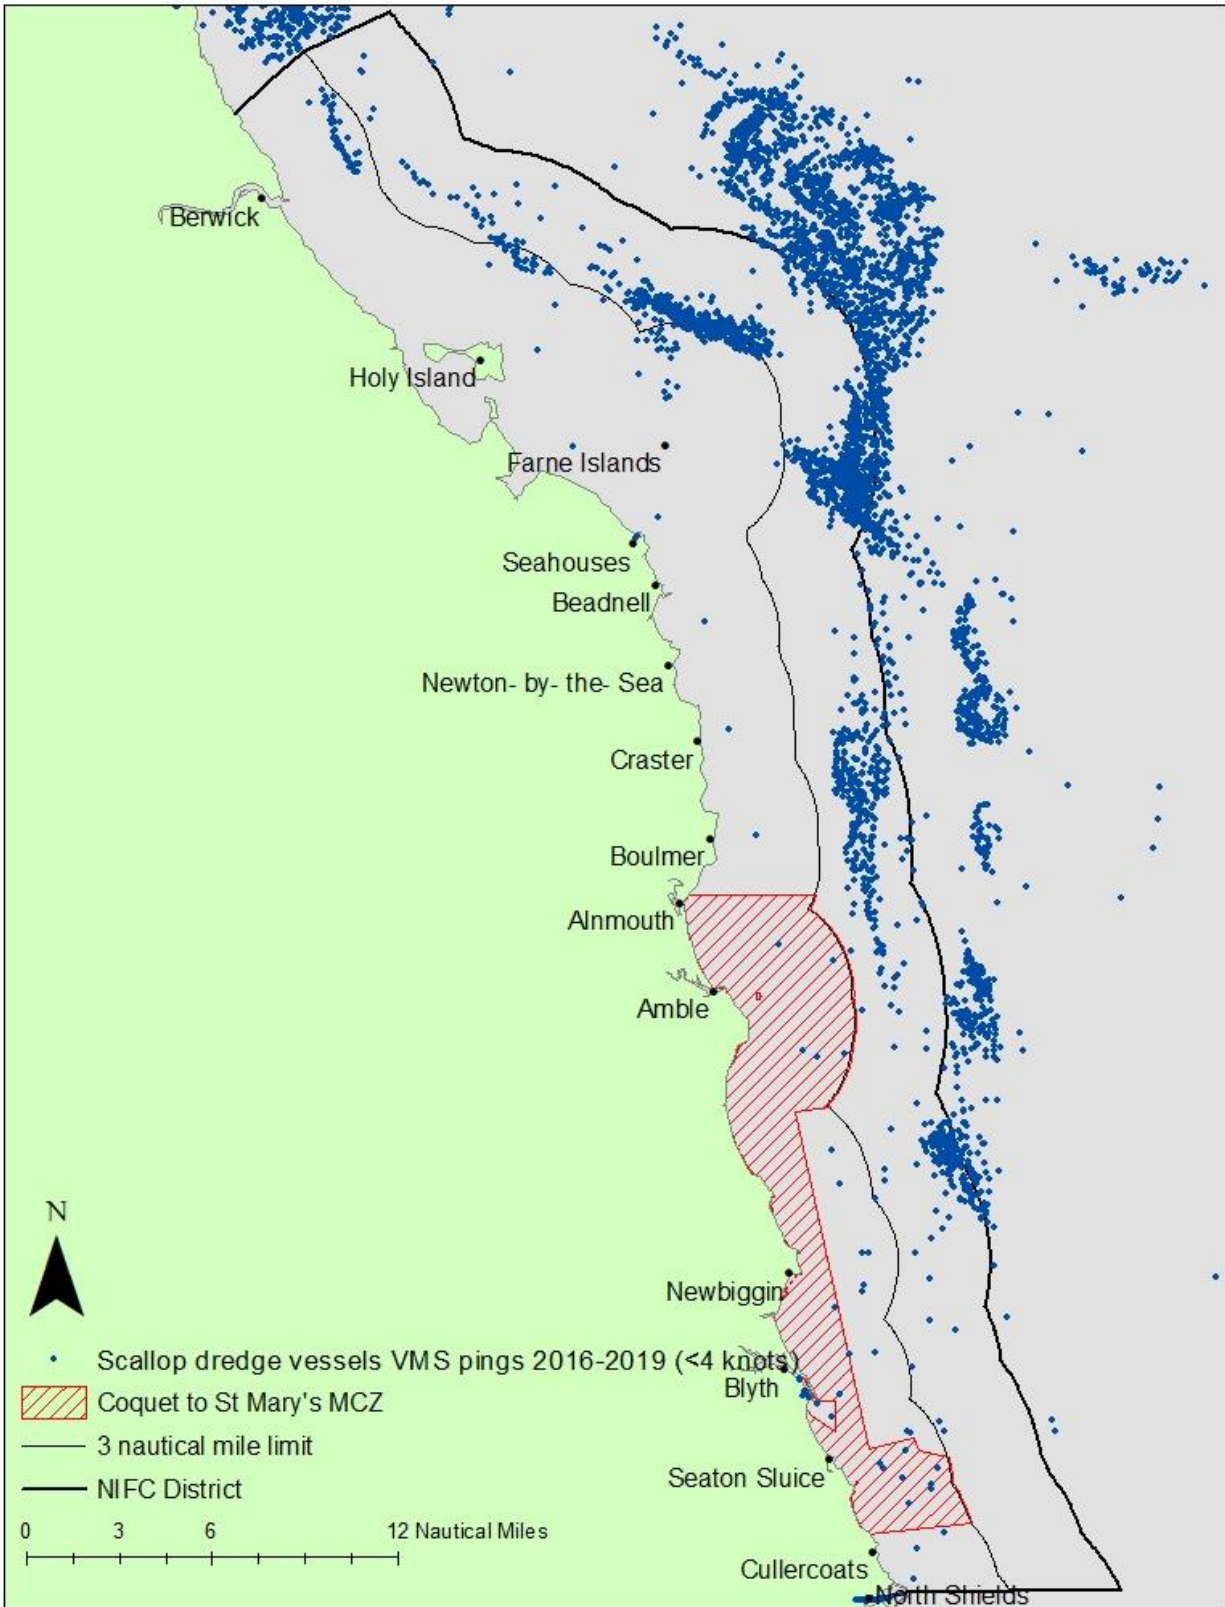 Berwick
Holy Island
Farne Islands
Seahouses
Beadnell
Newton- by- the- Sea
Craster
Boulmer
Alnmouth
Amble
N
Newbiggin
Scallop dredge vessels VMS pings 2016-2019 (<4 knots)
Blyth
Coquet to St Mary's MCZ
3 nautical mile limit
Seaton Sluice
NIFC District
0 3 6 12 Nautical Miles
Cullercoats
North Shields